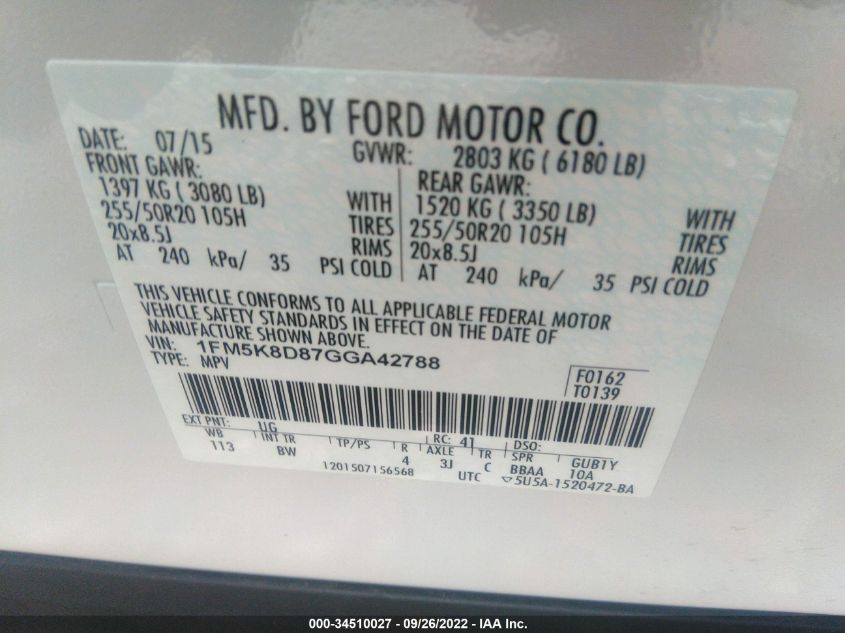 MFD. BY FORD MOTOR CO.
DATE: 07/15 GVWR: 2803 KG ( 6180 LB)
FRONT GAWR: REAR GAWR:
1397 KG ( 3080 LB) WITH 1520 KG ( 3350 LB) WITH
255/50R20 105H TIRES 255/50R20 105H TIRES
20x8.5J RIMS 20x8.5J RIMS
AT 240 kPa/ 35 PSI COLD AT 240 kPa/ 35 PSI COLD
THIS VEHICLE CONFORMS TO ALL APPLICABLE FEDERAL MOTOR
VEHICLE SAFETY STANDARDS IN EFFECT ON THE DATE OF
MANUFACTURE SHOWN ABOVE.
VIN: 1FM5K8D87GGA42788
TYPE: MPV
F0162
T0139
EXT PNT: UG RC: 41 DSO:
WB INT TR TP/PS R AXLE TR SPR GUB1Y
113 BW 4 3J C BBAA 10A
1201507156568 UTC ▽5U5A-1520472-BA
000-34510027 - 09/26/2022 - IAA Inc.